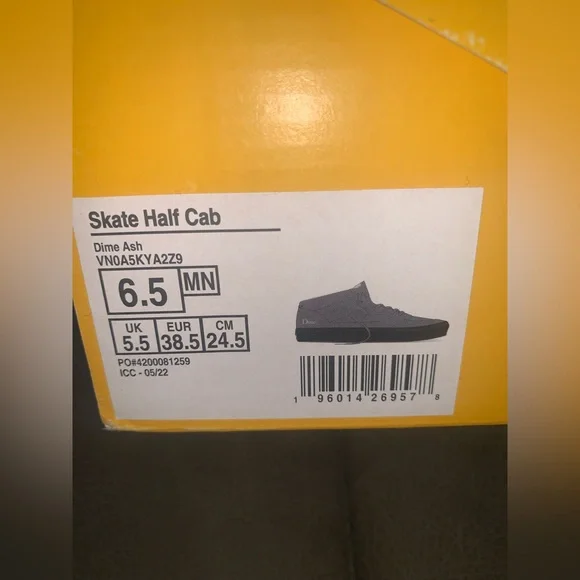 Skate Half Cab
Dime Ash
VN0A5KYA2Z9
6.5 MN
UK EUR CM
5.5 38.5 24.5
PO#4200081259
ICC - 05/22
Dime
1 96014 26957 8